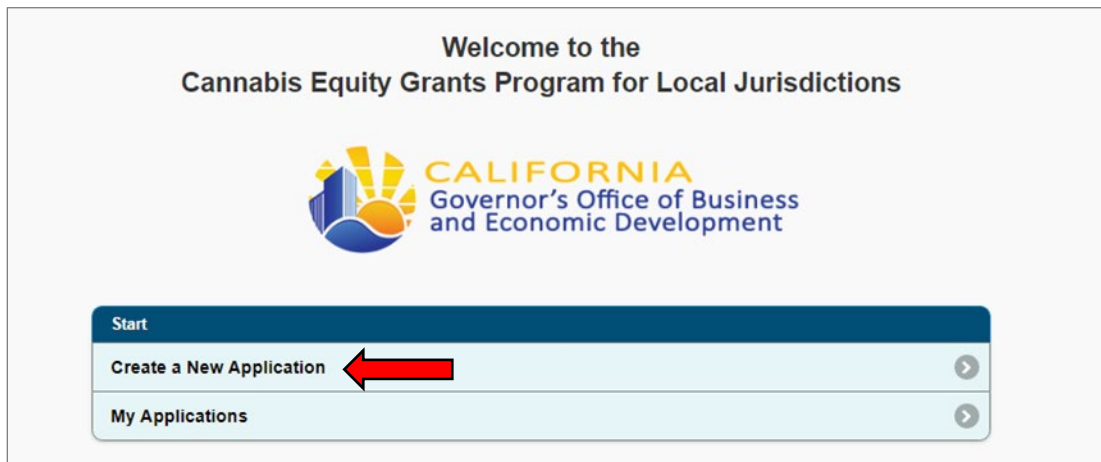 Welcome to the
Cannabis Equity Grants Program for Local Jurisdictions
CALIFORNIA
Governor's Office of Business
and Economic Development
Start
Create a New Application
My Applications